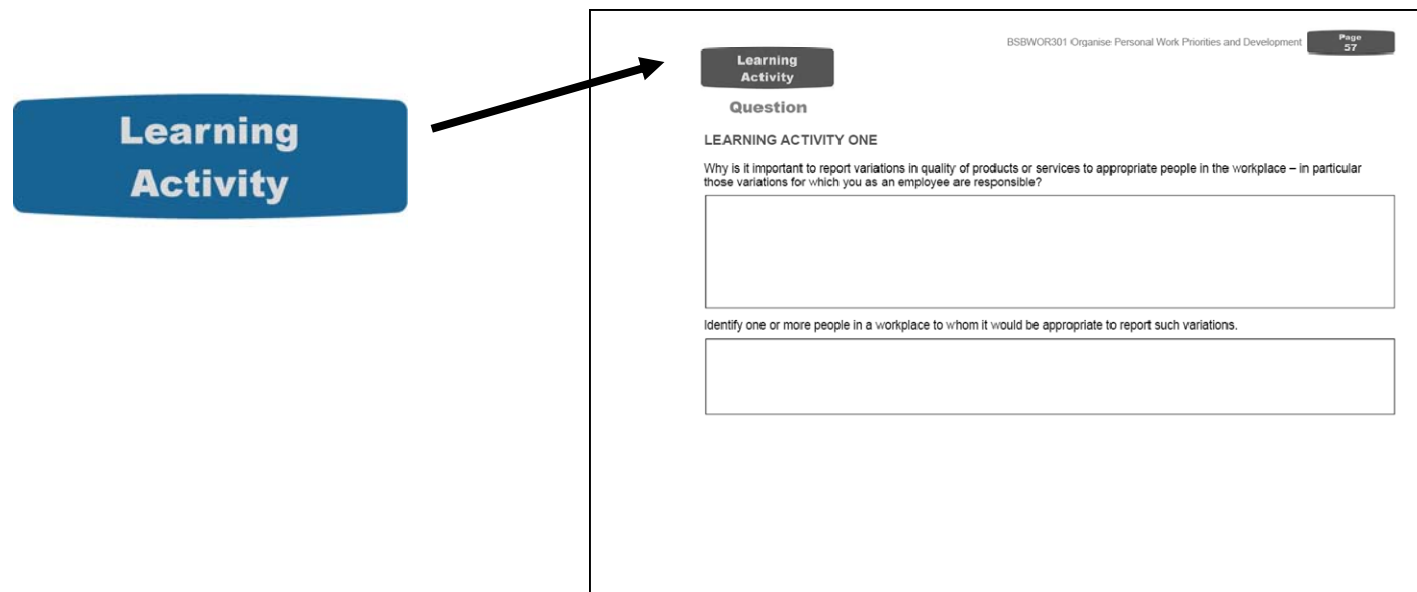 Learning
Activity
BSBWOR301 Organise Personal Work Priorities and Development
Page
57
Learning
Activity
Question
LEARNING ACTIVITY ONE
Why is it important to report variations in quality of products or services to appropriate people in the workplace – in particular
those variations for which you as an employee are responsible?
Identify one or more people in a workplace to whom it would be appropriate to report such variations.